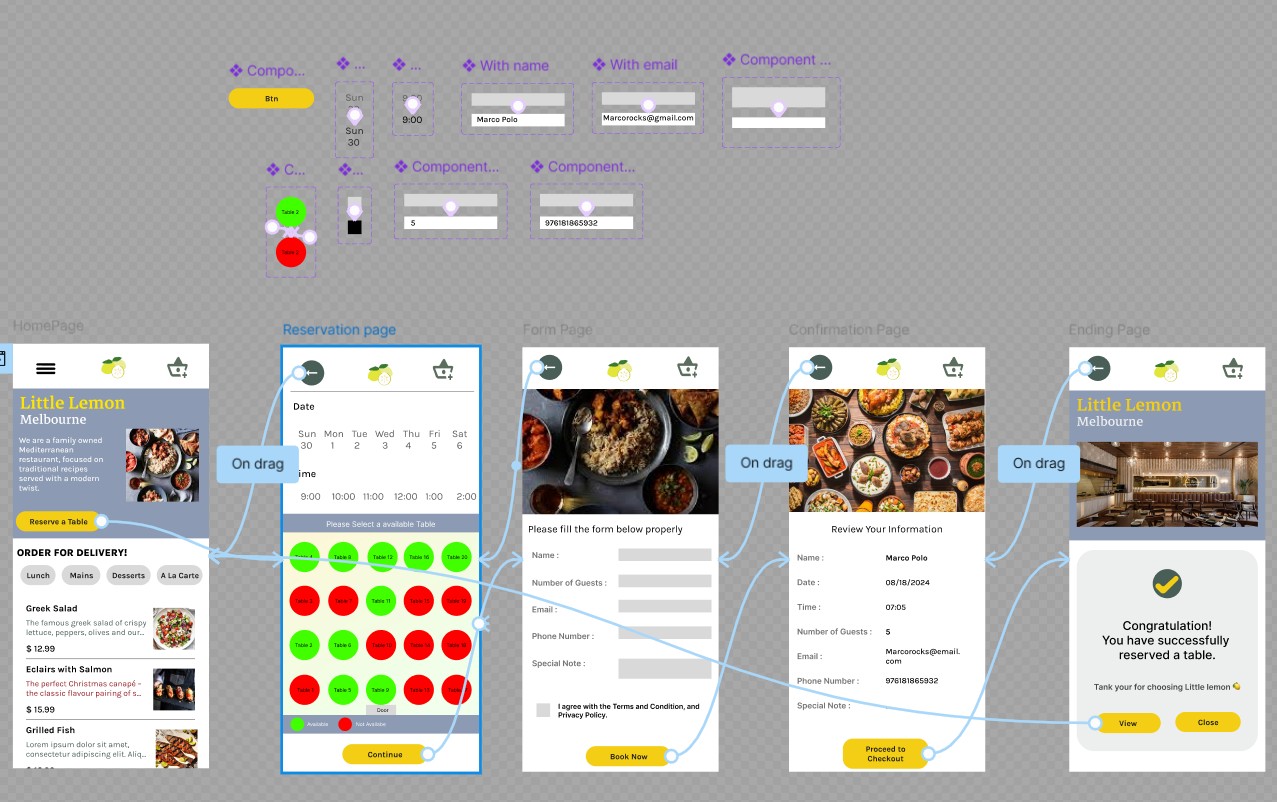 Compo...
...
...
With name
With email
Component ...
Btn
Sun
Sun
30
9:00
Marco Polo
Marcorocks@gmail.com
C...
...
Component...
Component...
Table 2
5
976181865932
HomePage
Reservation page
Form Page
Confirmation Page
Ending Page
Little Lemon
Melbourne
We are a family owned
Mediterranean
restaurant, focused on
traditional recipes
served with a modern
twist.
Reserve a Table
ORDER FOR DELIVERY!
Lunch Mains Desserts A La Carte
Greek Salad
The famous greek salad of crispy
lettuce, peppers, olives and our...
$ 12.99
Eclairs with Salmon
The perfect Christmas canapé –
the classic flavour pairing of s...
$ 15.99
Grilled Fish
Lorem ipsum dolor sit amet,
consectetur adipiscing elit. Aliq...
On drag
Date
Sun Mon Tue Wed Thu Fri Sat
30 1 2 3 4 5 6
ime
9:00 10:00 11:00 12:00 1:00 2:00
Please Select a available Table
Table 8 Table 12 Table 16 Table 20
Table 11
Table 2 Table 6
Table 5 Table 9
Door
Available Not Availble
Continue
Please fill the form below properly
Name :
Number of Guests :
Email :
Phone Number :
Special Note :
I agree with the Terms and Condition, and
Privacy Policy.
Book Now
On drag
Review Your Information
Name : Marco Polo
Date : 08/18/2024
Time : 07:05
Number of Guests : 5
Email : Marcorocks@email.
com
Phone Number : 976181865932
Special Note :
Proceed to
Checkout
On drag
Little Lemon
Melbourne
Congratulation!
You have successfully
reserved a table.
Tank your for choosing Little lemon 🍋
View Close